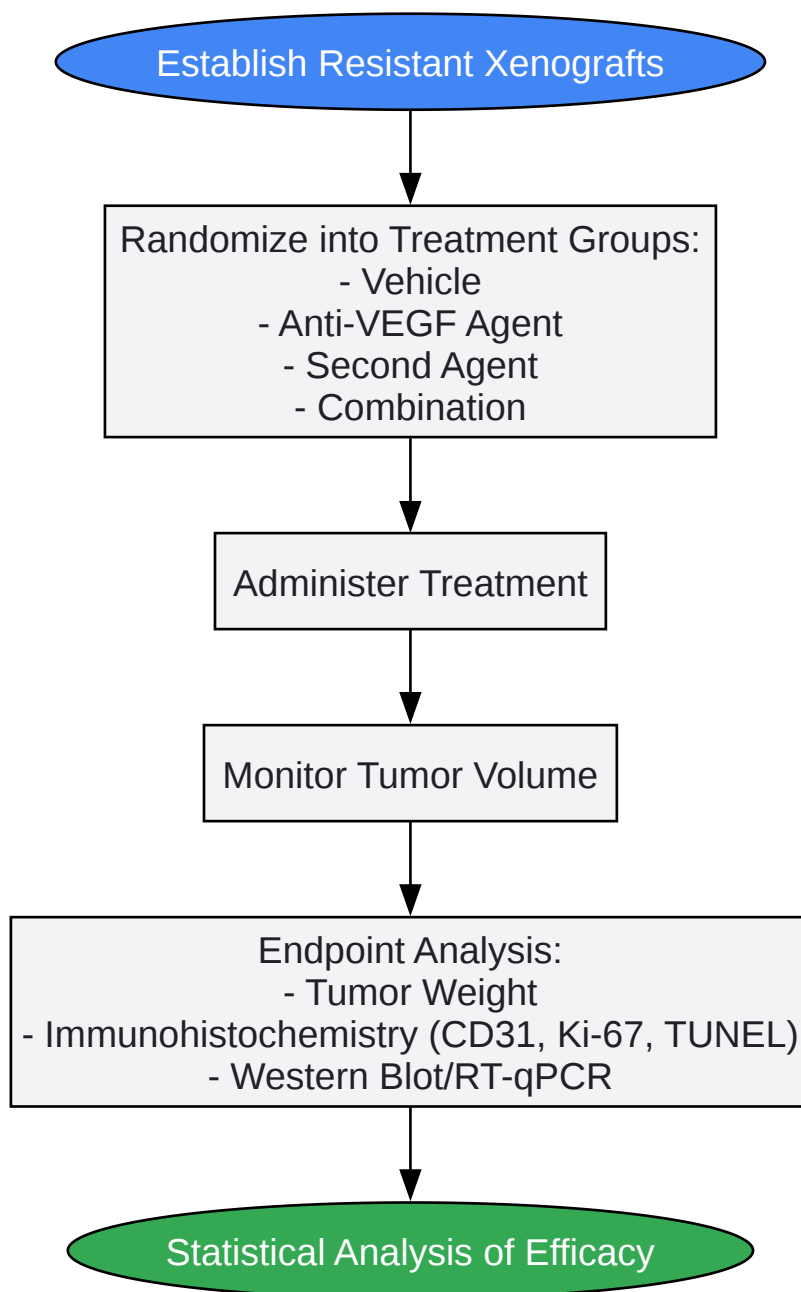 Establish Resistant Xenografts
Randomize into Treatment Groups:
- Vehicle
- Anti-VEGF Agent
- Second Agent
- Combination
Administer Treatment
Monitor Tumor Volume
Endpoint Analysis:
- Tumor Weight
- Immunohistochemistry (CD31, Ki-67, TUNEL)
- Western Blot/RT-qPCR
Statistical Analysis of Efficacy